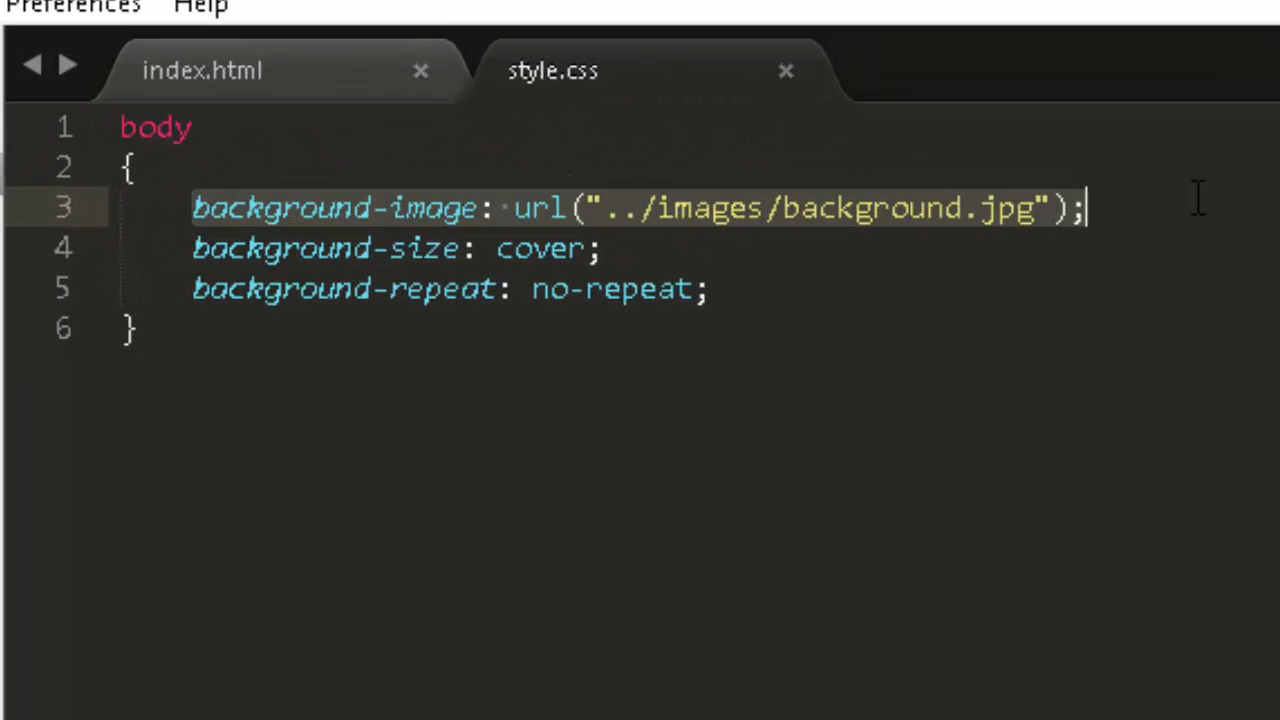 Preferences Help
index.html × style.css ×
1 body
2 {
3 background-image: url("../images/background.jpg");
4 background-size: cover;
5 background-repeat: no-repeat;
6 }